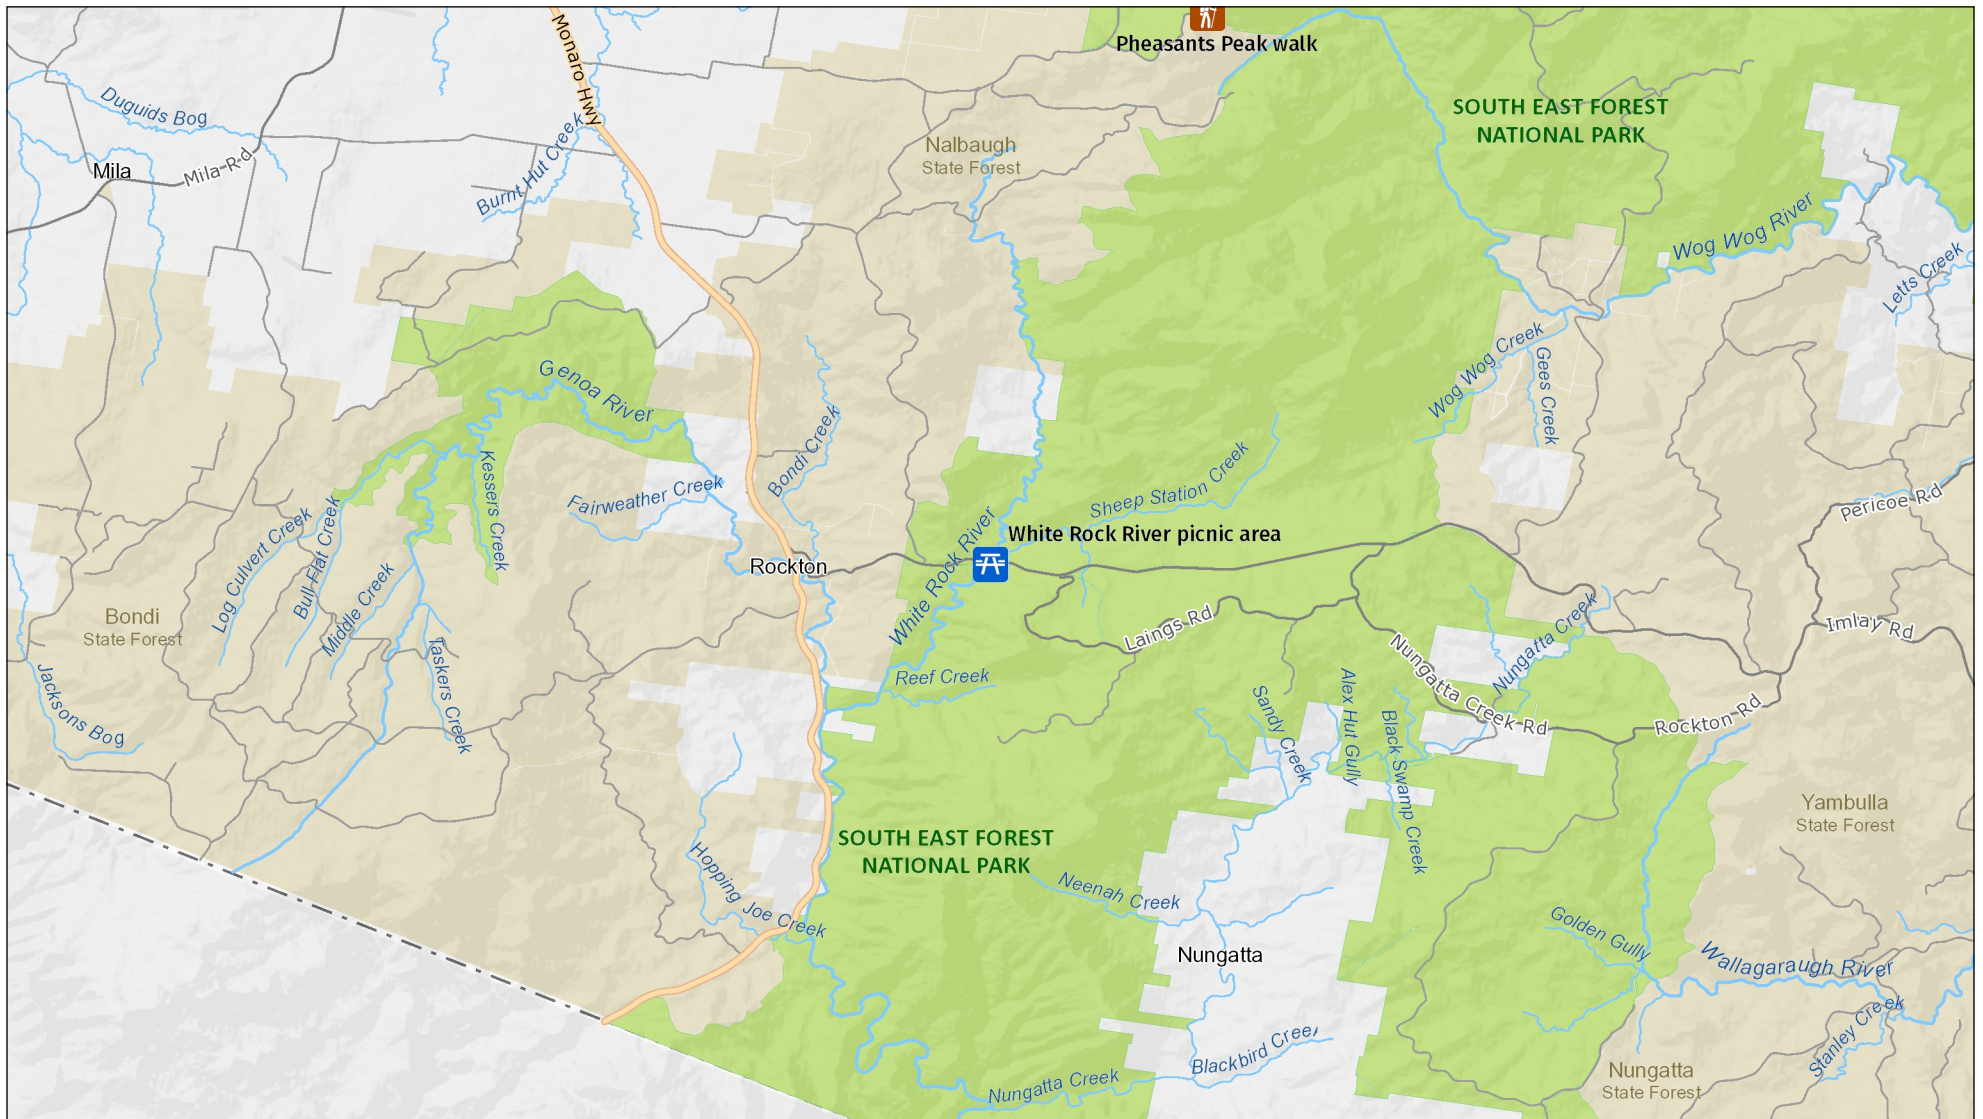 Monaro Hwy
Pheasants Peak walk
SOUTH EAST FOREST
NATIONAL PARK
Duguids Bog
Mila
Mila Rd
Burnt Hut Creek
Nalbaugh
State Forest
Wog Wog River
Letts Creek
Genoa River
Wog Wog Creek
Gees Creek
Bondi Creek
Kessers Creek
Fairweather Creek
Sheep Station Creek
Pericoe Rd
Log Culvert Creek
Bull Flat Creek
Middle Creek
White Rock River
White Rock River picnic area
Rockton
Bondi
State Forest
Taskers Creek
Jacksons Bog
Laings Rd
Imlay Rd
Nungatta Creek
Nungatta Creek Rd
Reef Creek
Sandy Creek
Alex Hut Gully
Black Swamp Creek
Rockton Rd
Yambulla
State Forest
SOUTH EAST FOREST
NATIONAL PARK
Hopping Joe Creek
Neenah Creek
Nungatta
Golden Gully
Wallagaraugh River
Stanley Creek
Blackbird Creek
Nungatta Creek
Nungatta
State Forest